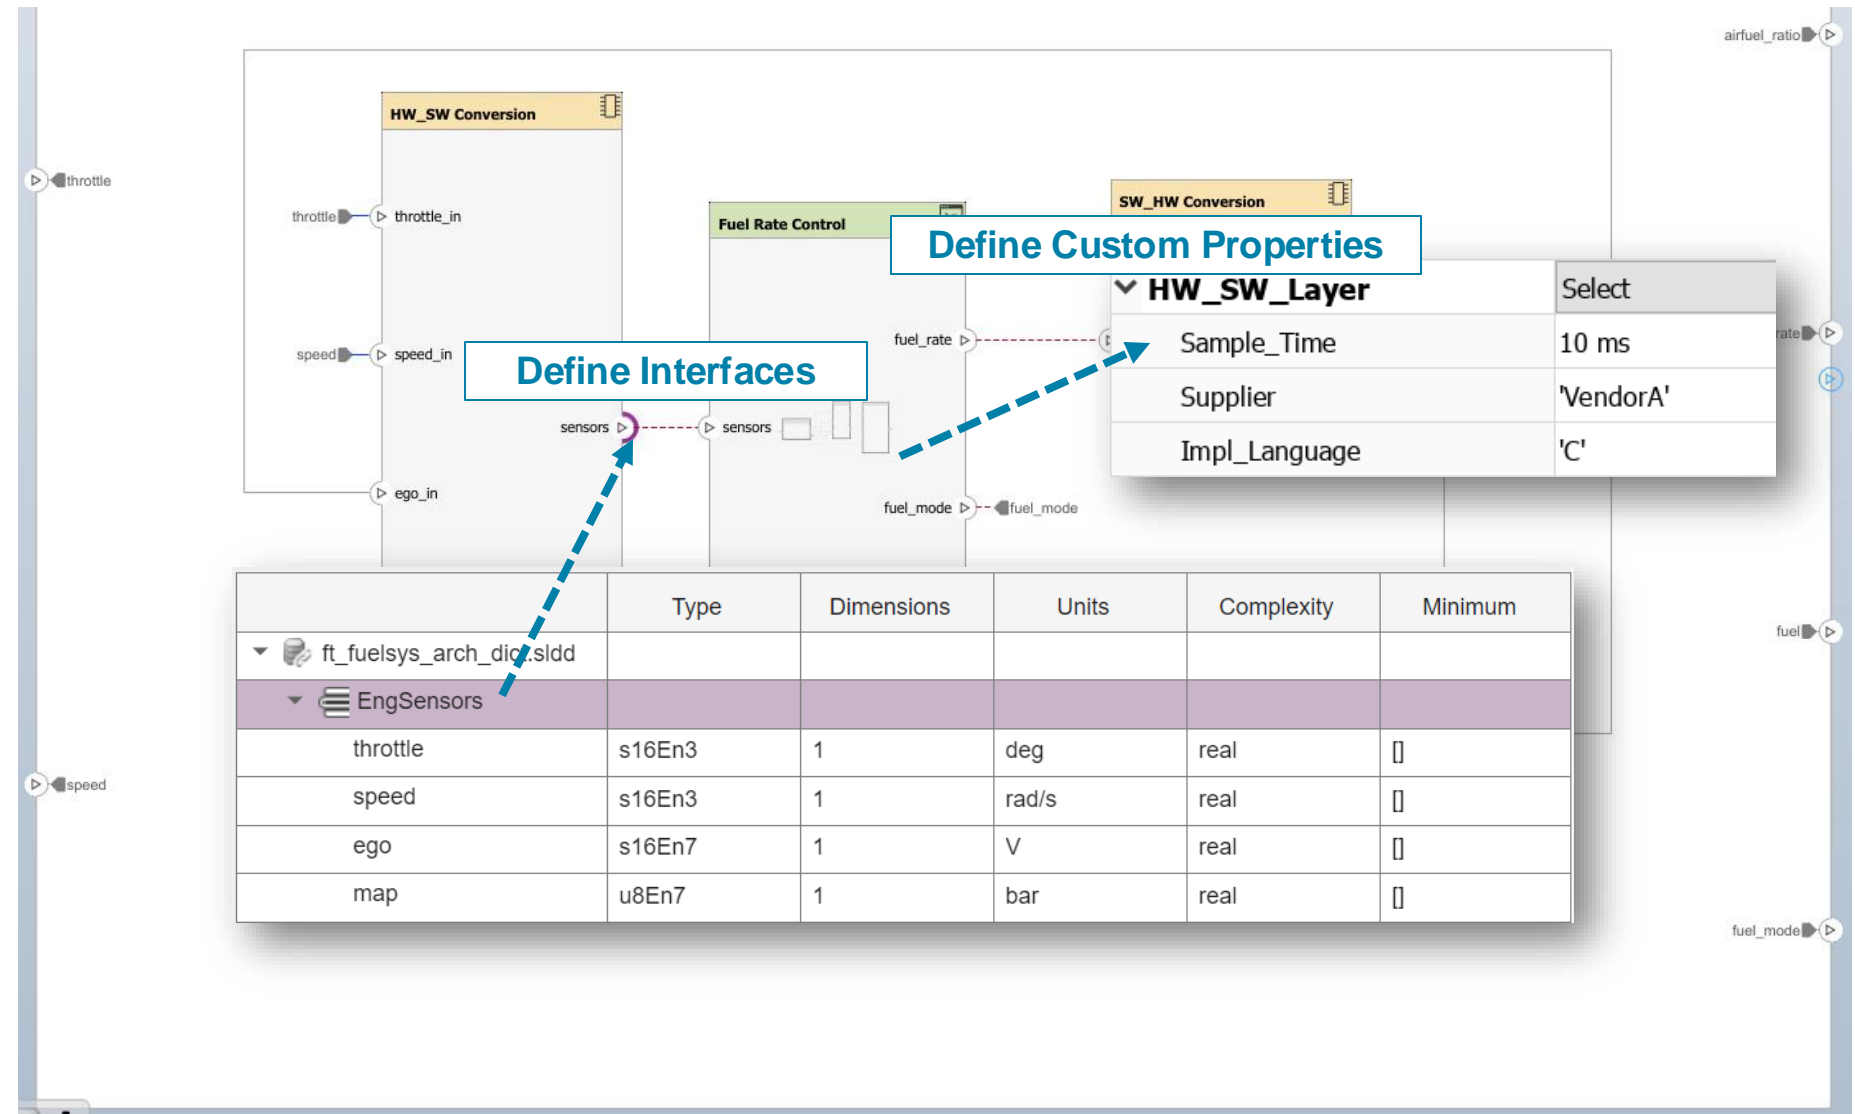 airfuel_ratio
HW_SW Conversion
throttle
SW_HW Conversion
throttle
throttle_in
Fuel Rate Control
Define Custom Properties
HW_SW_Layer
Select
fuel_rate
Sample_Time
10 ms
rate
speed
speed_in
Define Interfaces
Supplier
'VendorA'
sensors
sensors
Impl_Language
'C'
ego_in
fuel_mode
fuel_mode
Type
Dimensions
Units
Complexity
Minimum
fuel
ft_fuelsys_arch_dict.sldd
EngSensors
throttle
s16En3
1
deg
real
[]
speed
speed
s16En3
1
rad/s
real
[]
ego
s16En7
1
V
real
[]
map
u8En7
1
bar
real
[]
fuel_mode